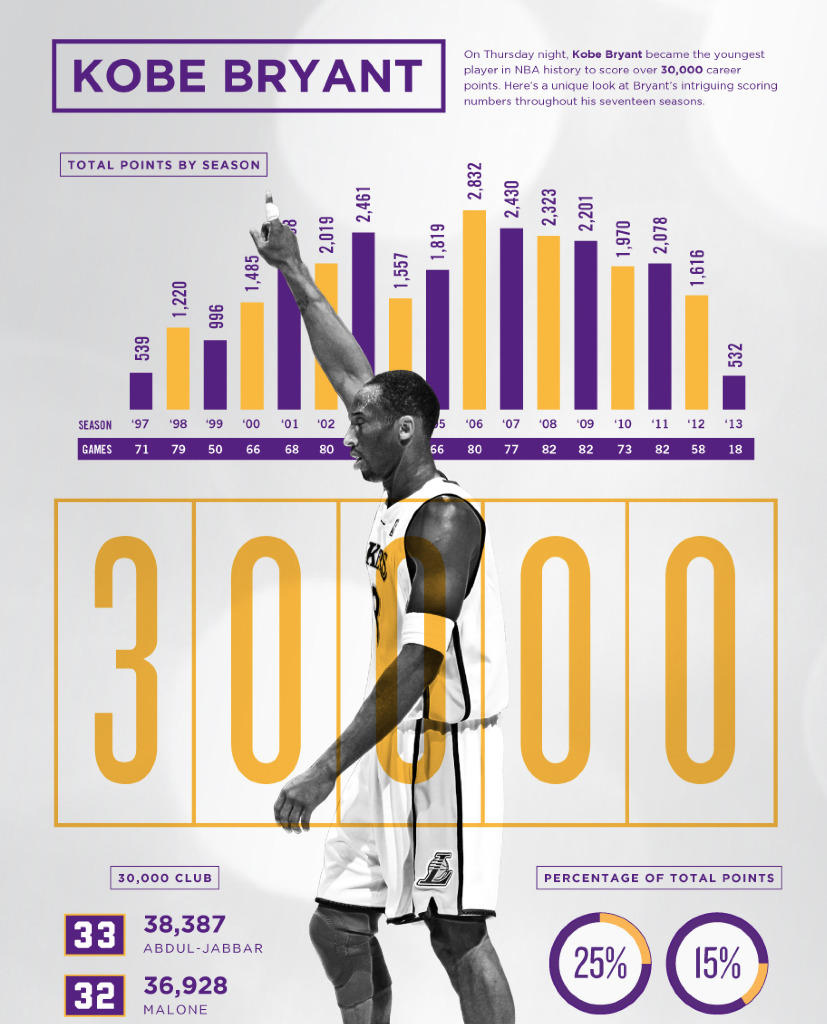 KOBE BRYANT
On Thursday night, Kobe Bryant became the youngest
player in NBA history to score over 30,000 career
points. Here's a unique look at Bryant's intriguing scoring
numbers throughout his seventeen seasons.
TOTAL POINTS BY SEASON
539 1,220 996 1,485 2,019 2,461 1,557 1,819 2,832 2,430 2,323 2,201 1,970 2,078 1,616 532
SEASON '97 '98 '99 '00 '01 '02 '06 '07 '08 '09 '10 '11 '12 '13
GAMES 71 79 50 66 68 80 66 80 77 82 82 73 82 58 18
30000
30,000 CLUB
33 38,387
ABDUL-JABBAR
32 36,928
MALONE
PERCENTAGE OF TOTAL POINTS
25% 15%